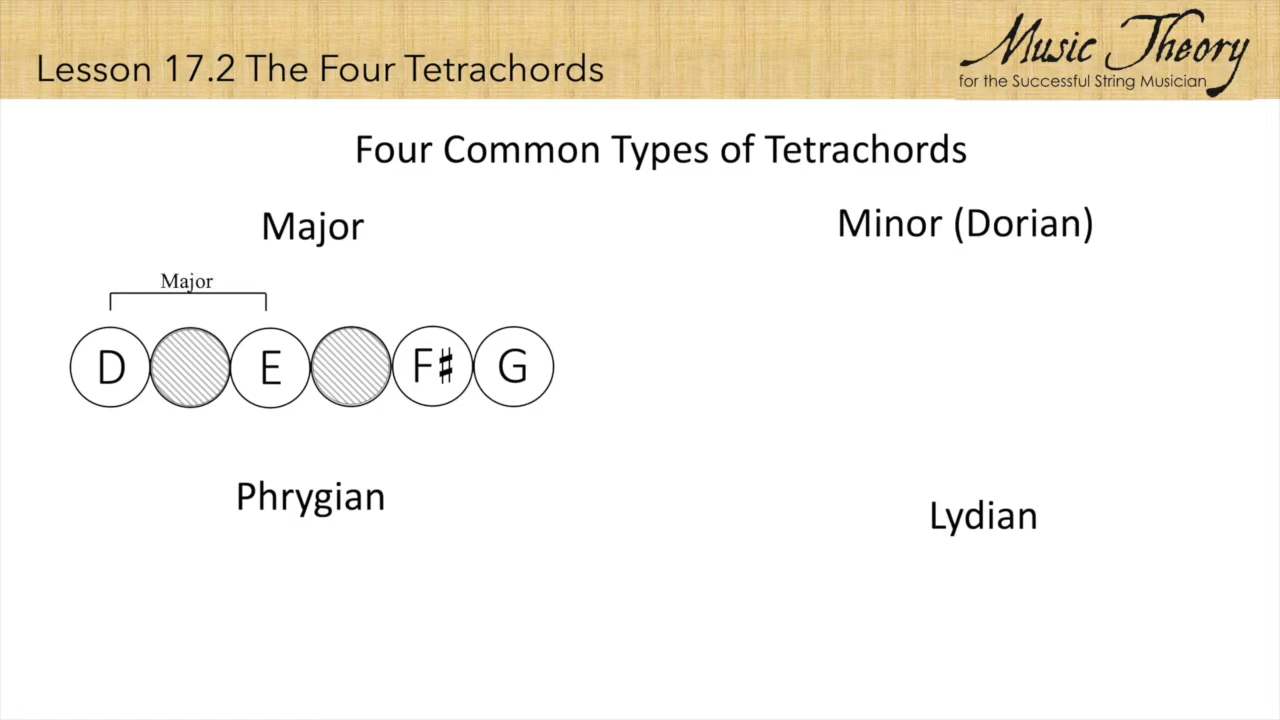 Lesson 17.2 The Four Tetrachords
Music Theory
for the Successful String Musician
Four Common Types of Tetrachords
Major
Minor (Dorian)
Major
D E F♯ G
Phrygian
Lydian